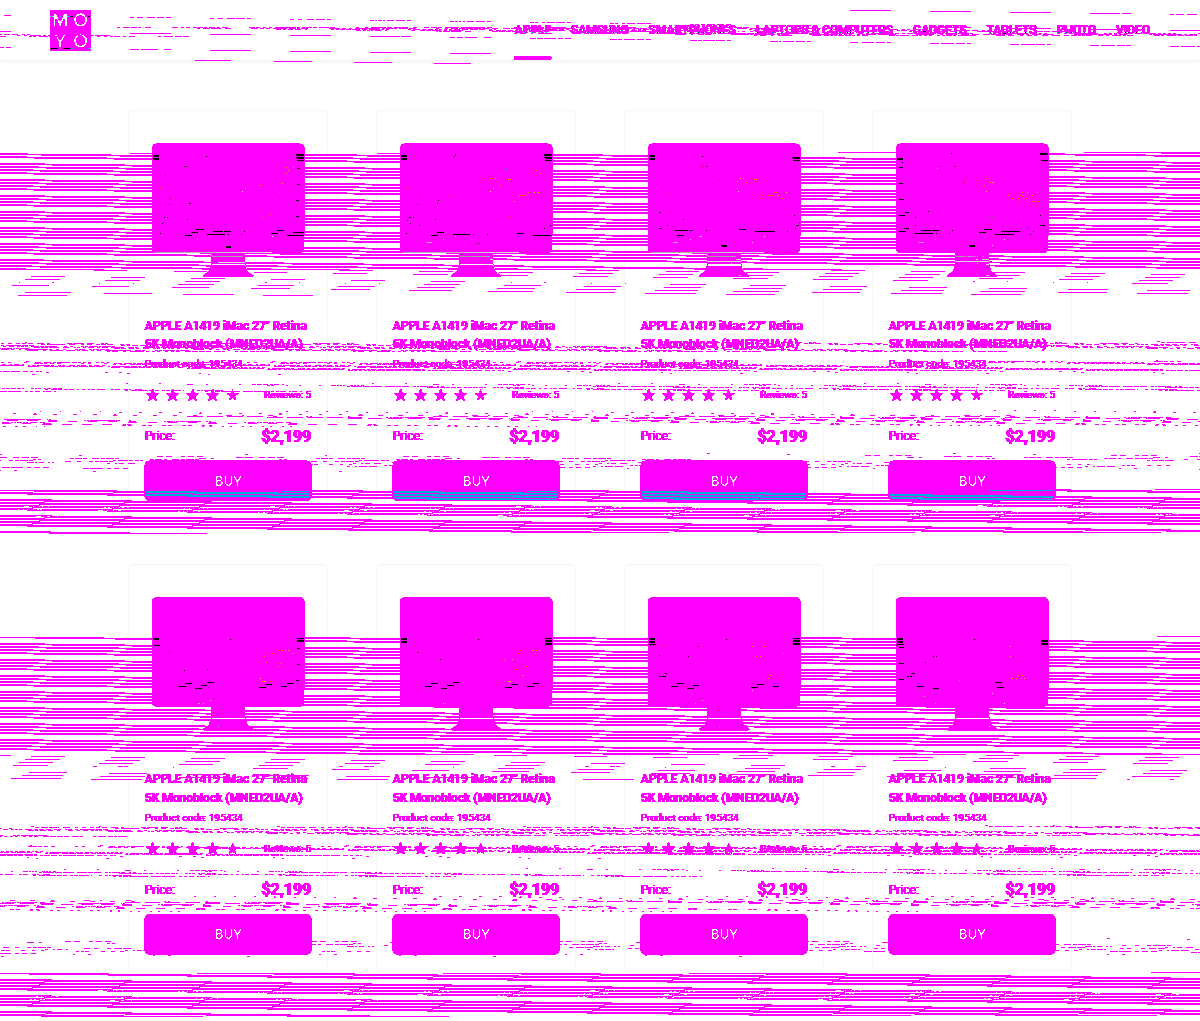 MO
YO
APPLE SAMSUNG SMARTPHONES LAPTOPS & COMPUTERS GADGETS TABLETS PHOTO VIDEO
APPLE A1419 iMac 27" Retina APPLE A1419 iMac 27" Retina APPLE A1419 iMac 27" Retina APPLE A1419 iMac 27" Retina
5K Monoblock (MNED2UA/A) 5K Monoblock (MNED2UA/A) 5K Monoblock (MNED2UA/A) 5K Monoblock (MNED2UA/A)
Product code: 195434 Product code: 195434 Product code: 195434 Product code: 195434
Reviews: 5 Reviews: 5 Reviews: 5 Reviews: 5
Price: $2,199 Price: $2,199 Price: $2,199 Price: $2,199
BUY BUY BUY BUY
APPLE A1419 iMac 27" Retina APPLE A1419 iMac 27" Retina APPLE A1419 iMac 27" Retina APPLE A1419 iMac 27" Retina
5K Monoblock (MNED2UA/A) 5K Monoblock (MNED2UA/A) 5K Monoblock (MNED2UA/A) 5K Monoblock (MNED2UA/A)
Product code: 195434 Product code: 195434 Product code: 195434 Product code: 195434
Reviews: 5 Reviews: 5 Reviews: 5 Reviews: 5
Price: $2,199 Price: $2,199 Price: $2,199 Price: $2,199
BUY BUY BUY BUY